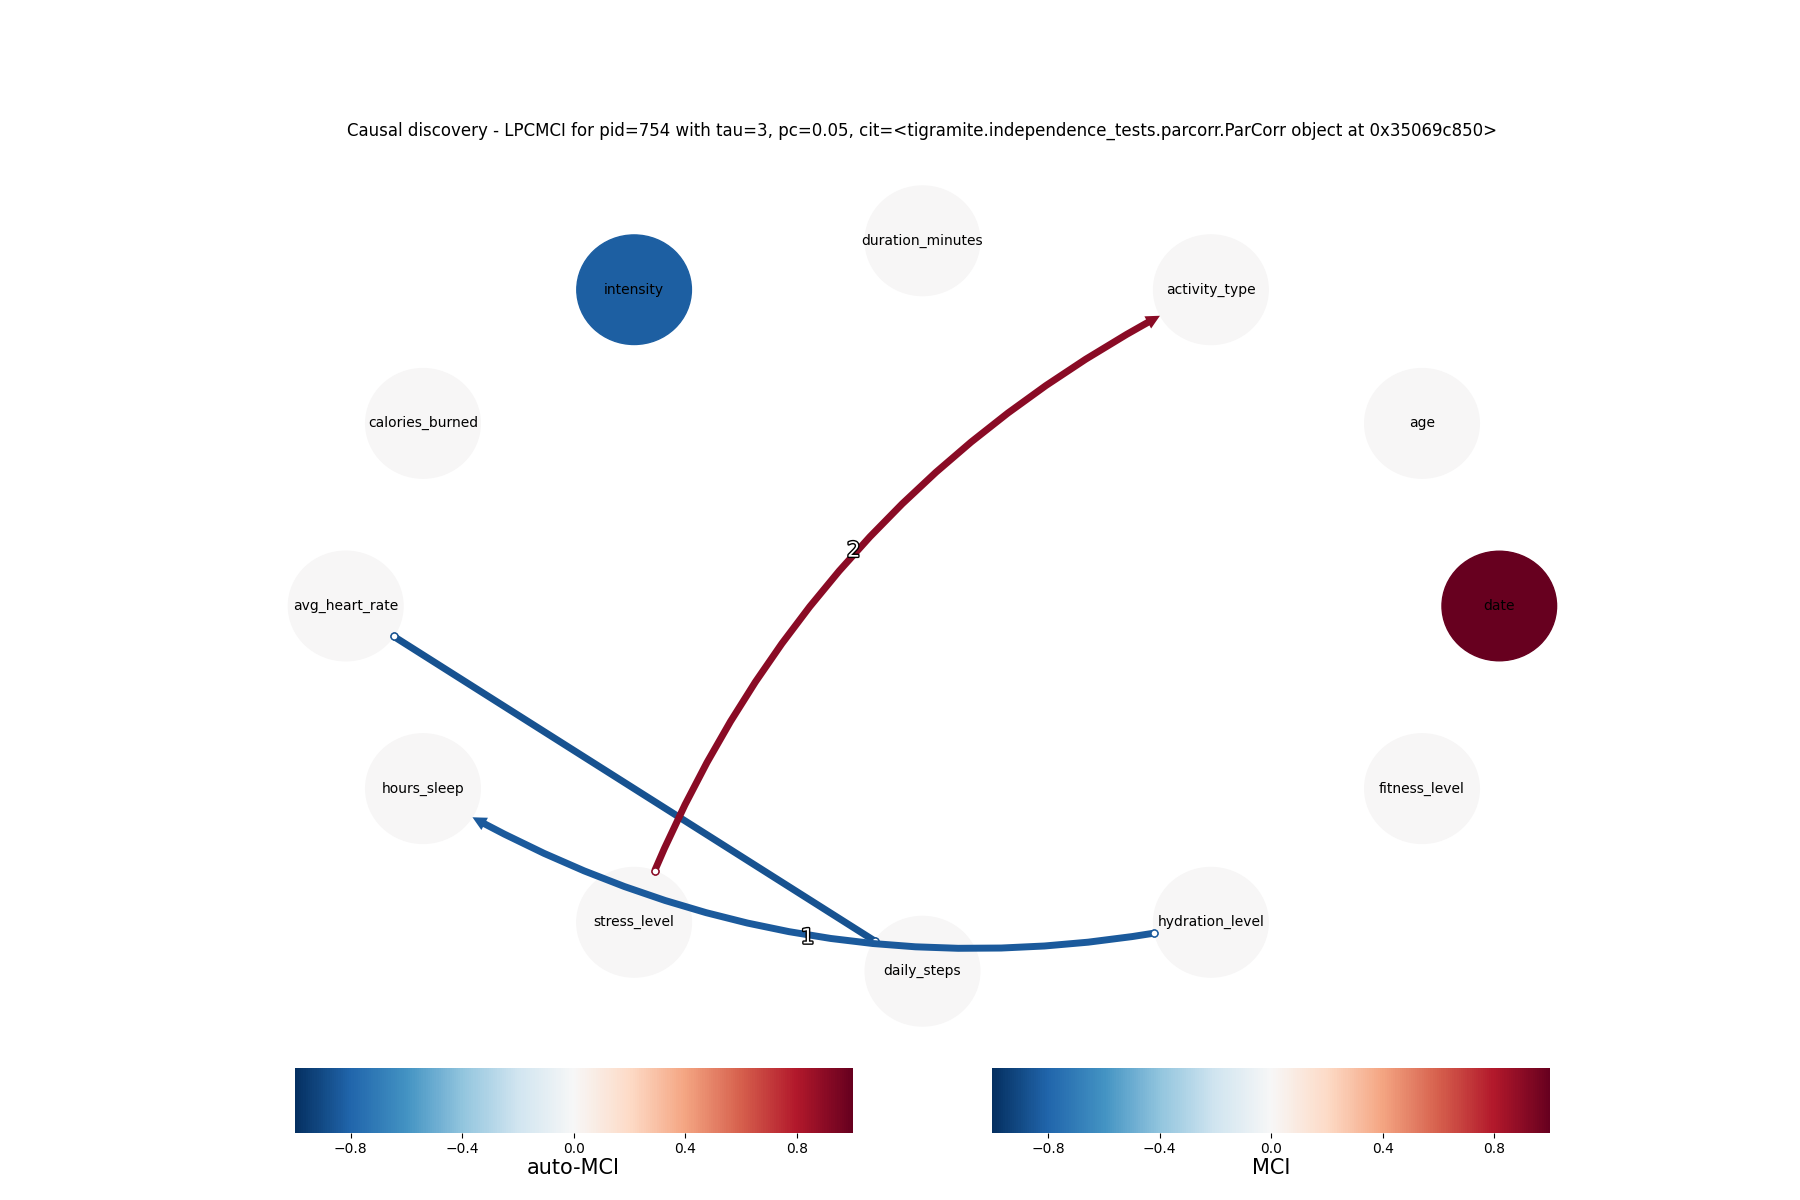 Causal discovery - LPCMCI for pid=754 with tau=3, pc=0.05, cit=<tigramite.independence_tests.parcorr.ParCorr object at 0x35069c850>
duration_minutes
intensity
activity_type
calories_burned
age
2
avg_heart_rate
date
hours_sleep
fitness_level
stress_level
hydration_level
1
daily_steps
−0.8 −0.4 0.0 0.4 0.8
auto-MCI
−0.8 −0.4 0.0 0.4 0.8
MCI